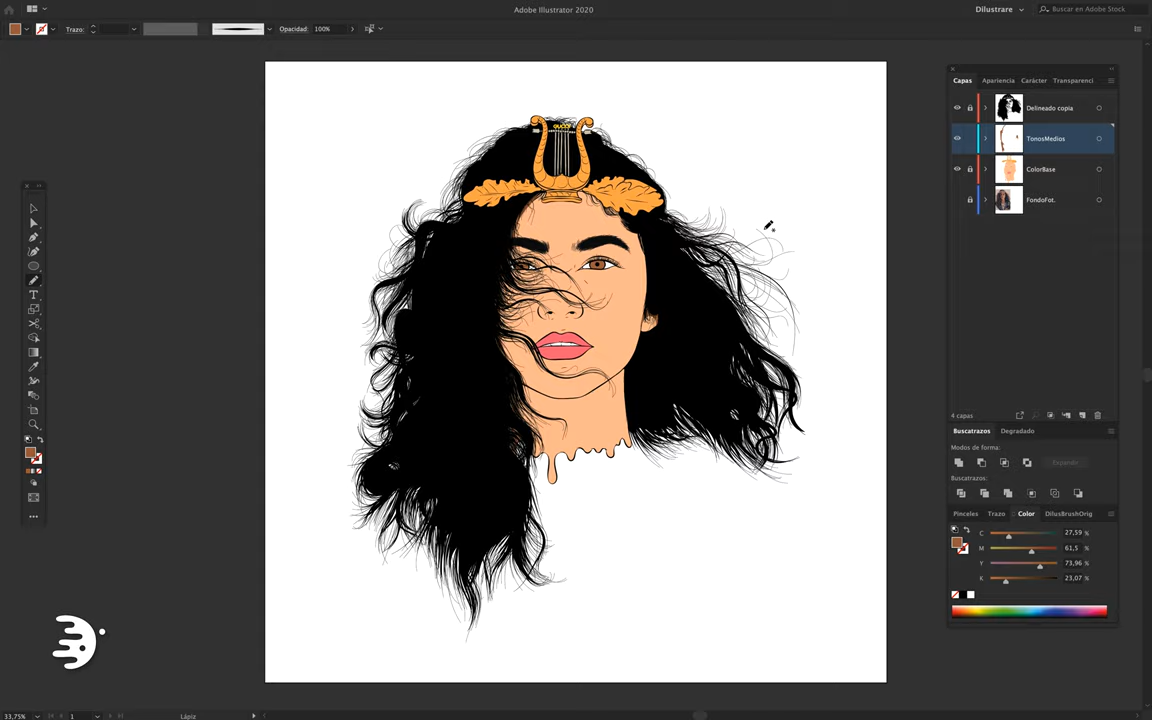 Adobe Illustrator 2020
Dilustrare
Buscar en Adobe Stock
Trazo:
Opacidad:
100%
Capas
Apariencia
Carácter
Transparenci
Delineado copia
TonosMedios
ColorBase
FondoFot.
GUCCI
4 capas
Buscatrazos
Degradado
Modos de forma:
Expandir
Buscatrazos:
Pinceles
Trazo
Color
DilusBrushOrig
C
27,59
%
M
61,5
%
Y
73,96
%
K
23,07
%
33,75%
1
Lápiz